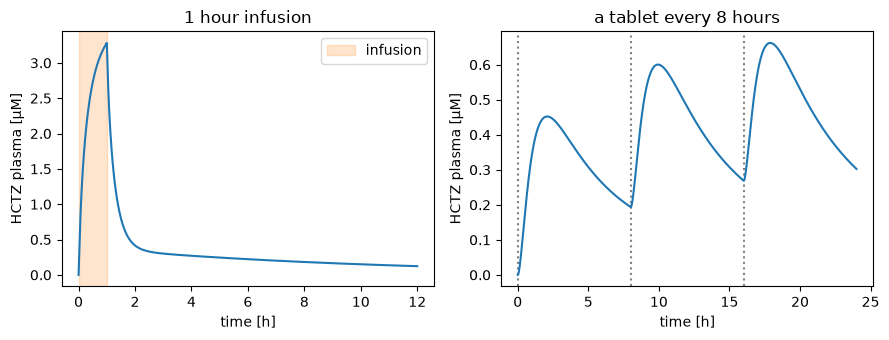 1 hour infusion
HCTZ plasma [µM]
3.0
2.5
2.0
1.5
1.0
0.5
0.0
infusion
0 2 4 6 8 10 12
time [h]
a tablet every 8 hours
HCTZ plasma [µM]
0.6
0.5
0.4
0.3
0.2
0.1
0.0
0 5 10 15 20 25
time [h]